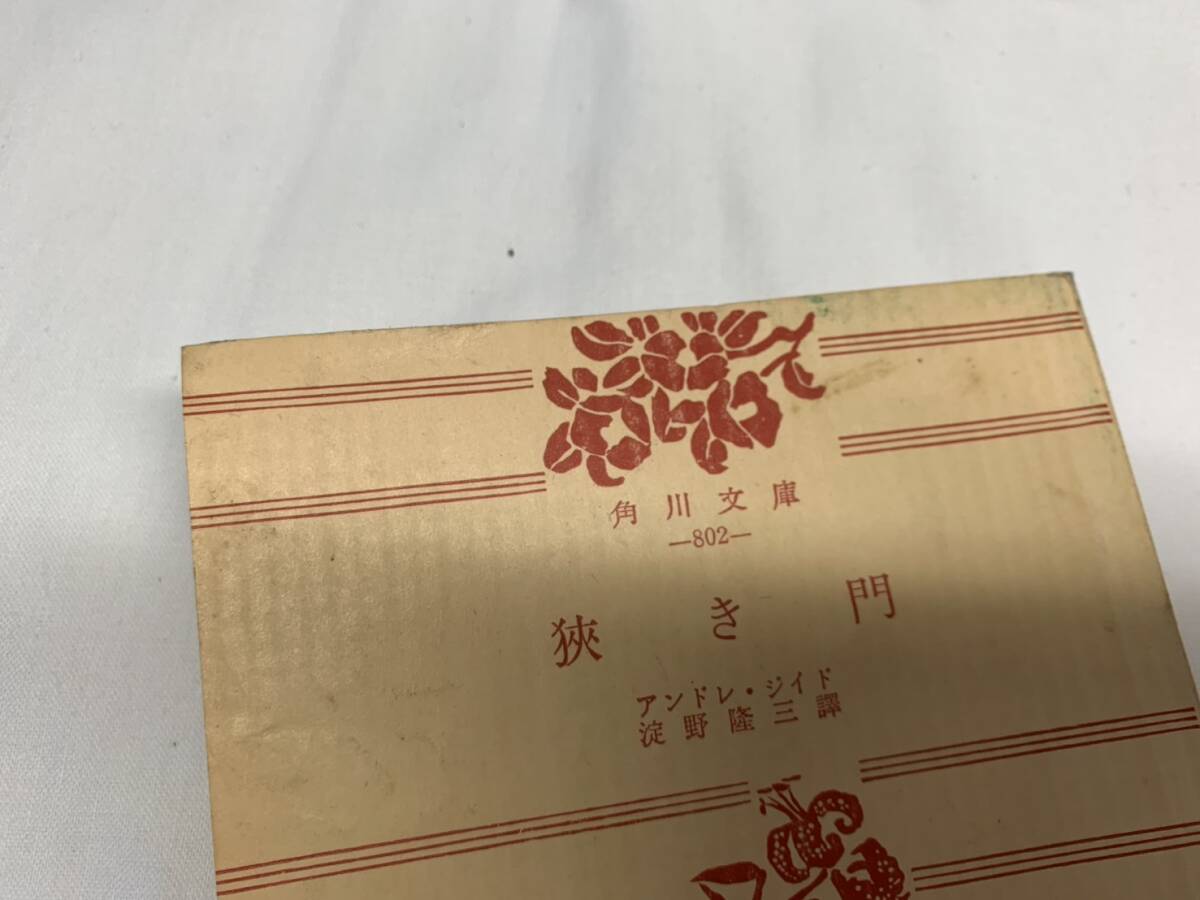 角川文庫
—802—
狹き門
アンドレ・ジイド
淀野隆三譯